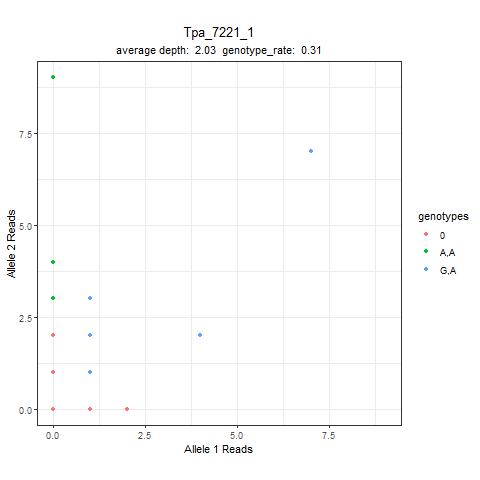 Tpa_7221_1
average depth:  2.03  genotype_rate:  0.31
7.5
5.0
2.5
0.0
Allele 2 Reads
0.0 2.5 5.0 7.5
Allele 1 Reads
genotypes
0
A,A
G,A